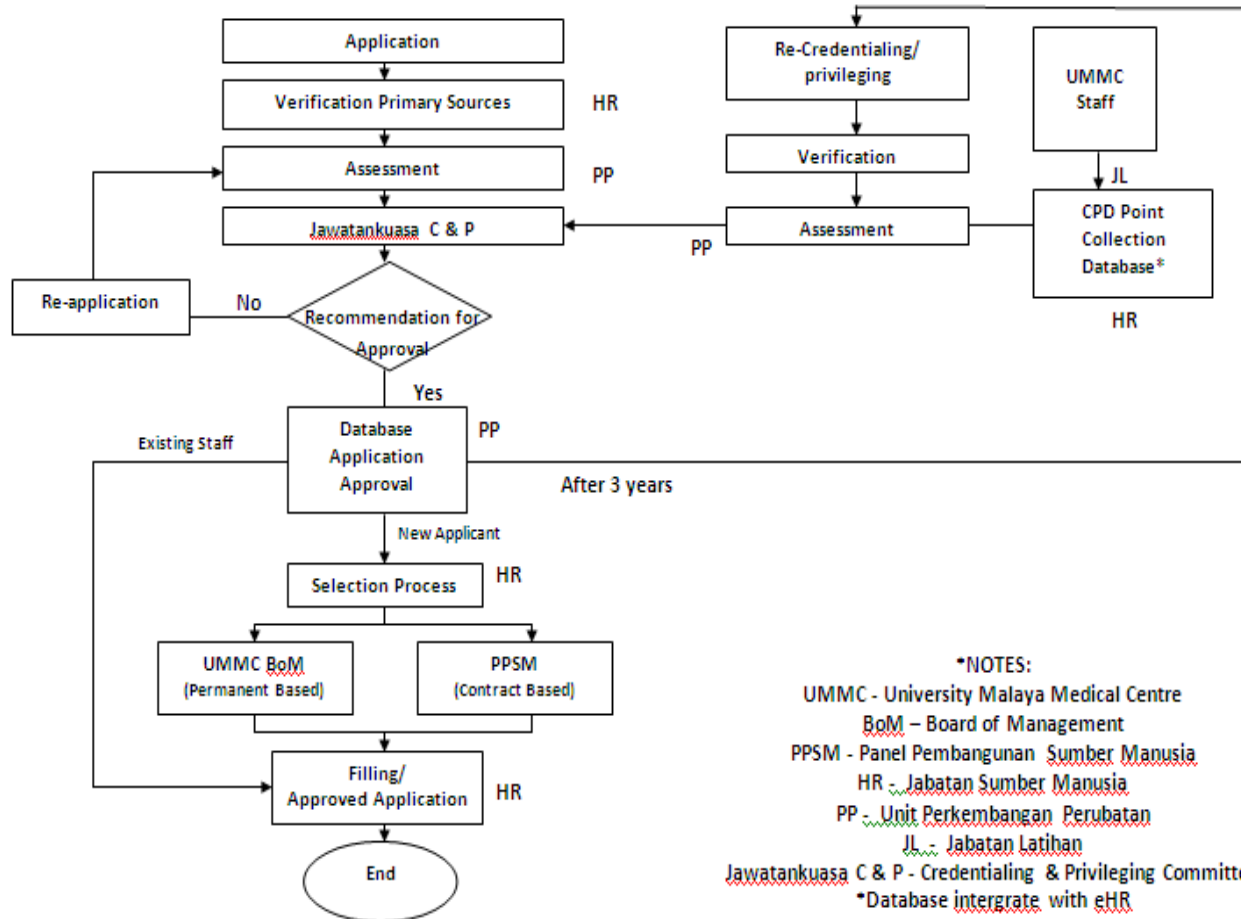 Application
Verification Primary Sources
HR
Assessment
PP
Jawatankuasa C & P
Re-application
No
Recommendation for
Approval
Yes
Existing Staff
Database
Application
Approval
PP
After 3 years
New Applicant
Selection Process
HR
UMMC BoM
(Permanent Based)
PPSM
(Contract Based)
Filling/
Approved Application
HR
End
Re-Credentialing/
privileging
Verification
Assessment
PP
UMMC
Staff
JL
CPD Point
Collection
Database*
HR
*NOTES:
UMMC - University Malaya Medical Centre
BoM – Board of Management
PPSM - Panel Pembangunan Sumber Manusia
HR - Jabatan Sumber Manusia
PP - Unit Perkembangan Perubatan
JL - Jabatan Latihan
Jawatankuasa C & P - Credentialing & Privileging Committe
*Database intergrate with eHR